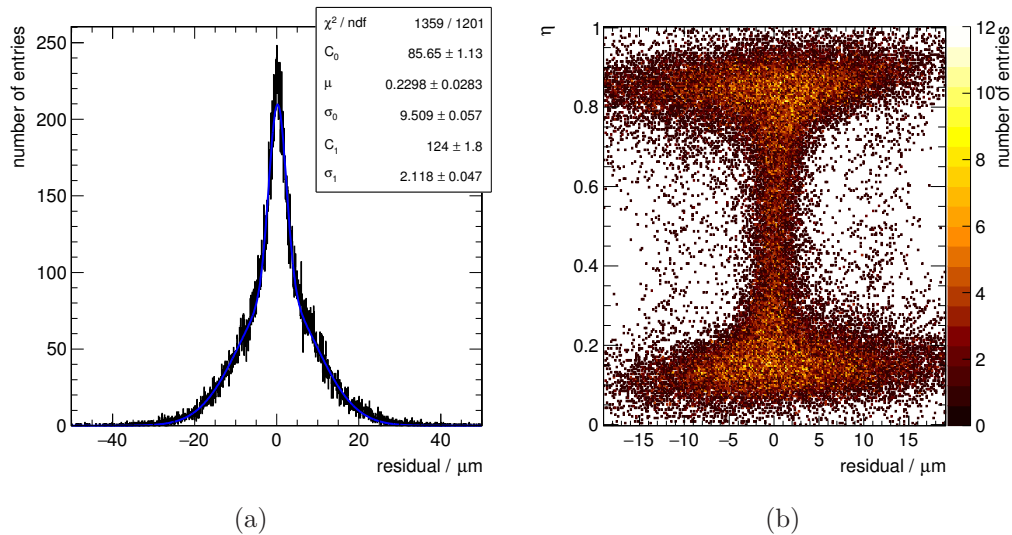 χ² / ndf 1359 / 1201
C₀ 85.65 ± 1.13
μ 0.2298 ± 0.0283
σ₀ 9.509 ± 0.057
C₁ 124 ± 1.8
σ₁ 2.118 ± 0.047
number of entries
250
200
150
100
50
0
−40 −20 0 20 40
residual / μm
(a)
η
1
0.8
0.6
0.4
0.2
0
−15 −10 −5 0 5 10 15
residual / μm
12
10
8
6
4
2
0
number of entries
(b)